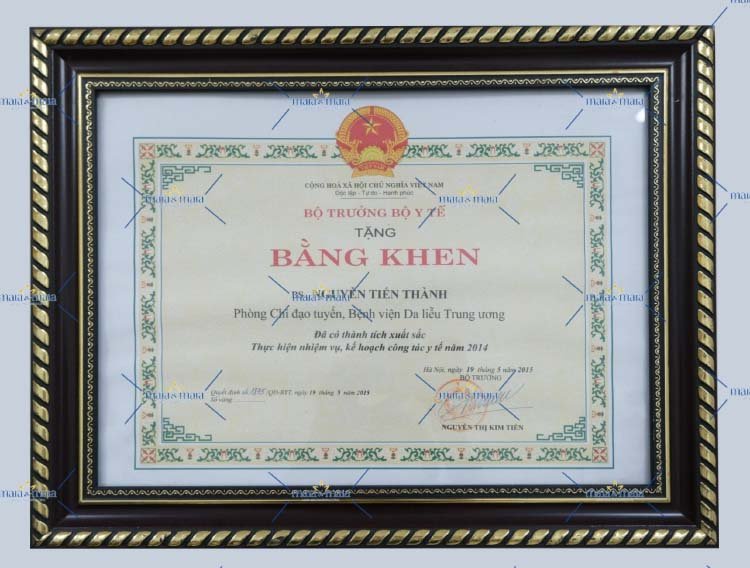 CỘNG HOÀ XÃ HỘI CHỦ NGHĨA VIỆT NAM
Độc lập - Tự do - Hạnh phúc
BỘ TRƯỞNG BỘ Y TẾ
TẶNG
BẰNG KHEN
BS. NGUYỄN TIẾN THÀNH
Phòng Chỉ đạo tuyến, Bệnh viện Da liễu Trung ương
Đã có thành tích xuất sắc
Thực hiện nhiệm vụ, kế hoạch công tác y tế năm 2014
Hà Nội, ngày 19 tháng 5 năm 2015
BỘ TRƯỞNG
Quyết định số /QĐ-BYT, ngày 19 tháng 5 năm 2015
Sổ vàng
NGUYỄN THỊ KIM TIẾN
maia&maia